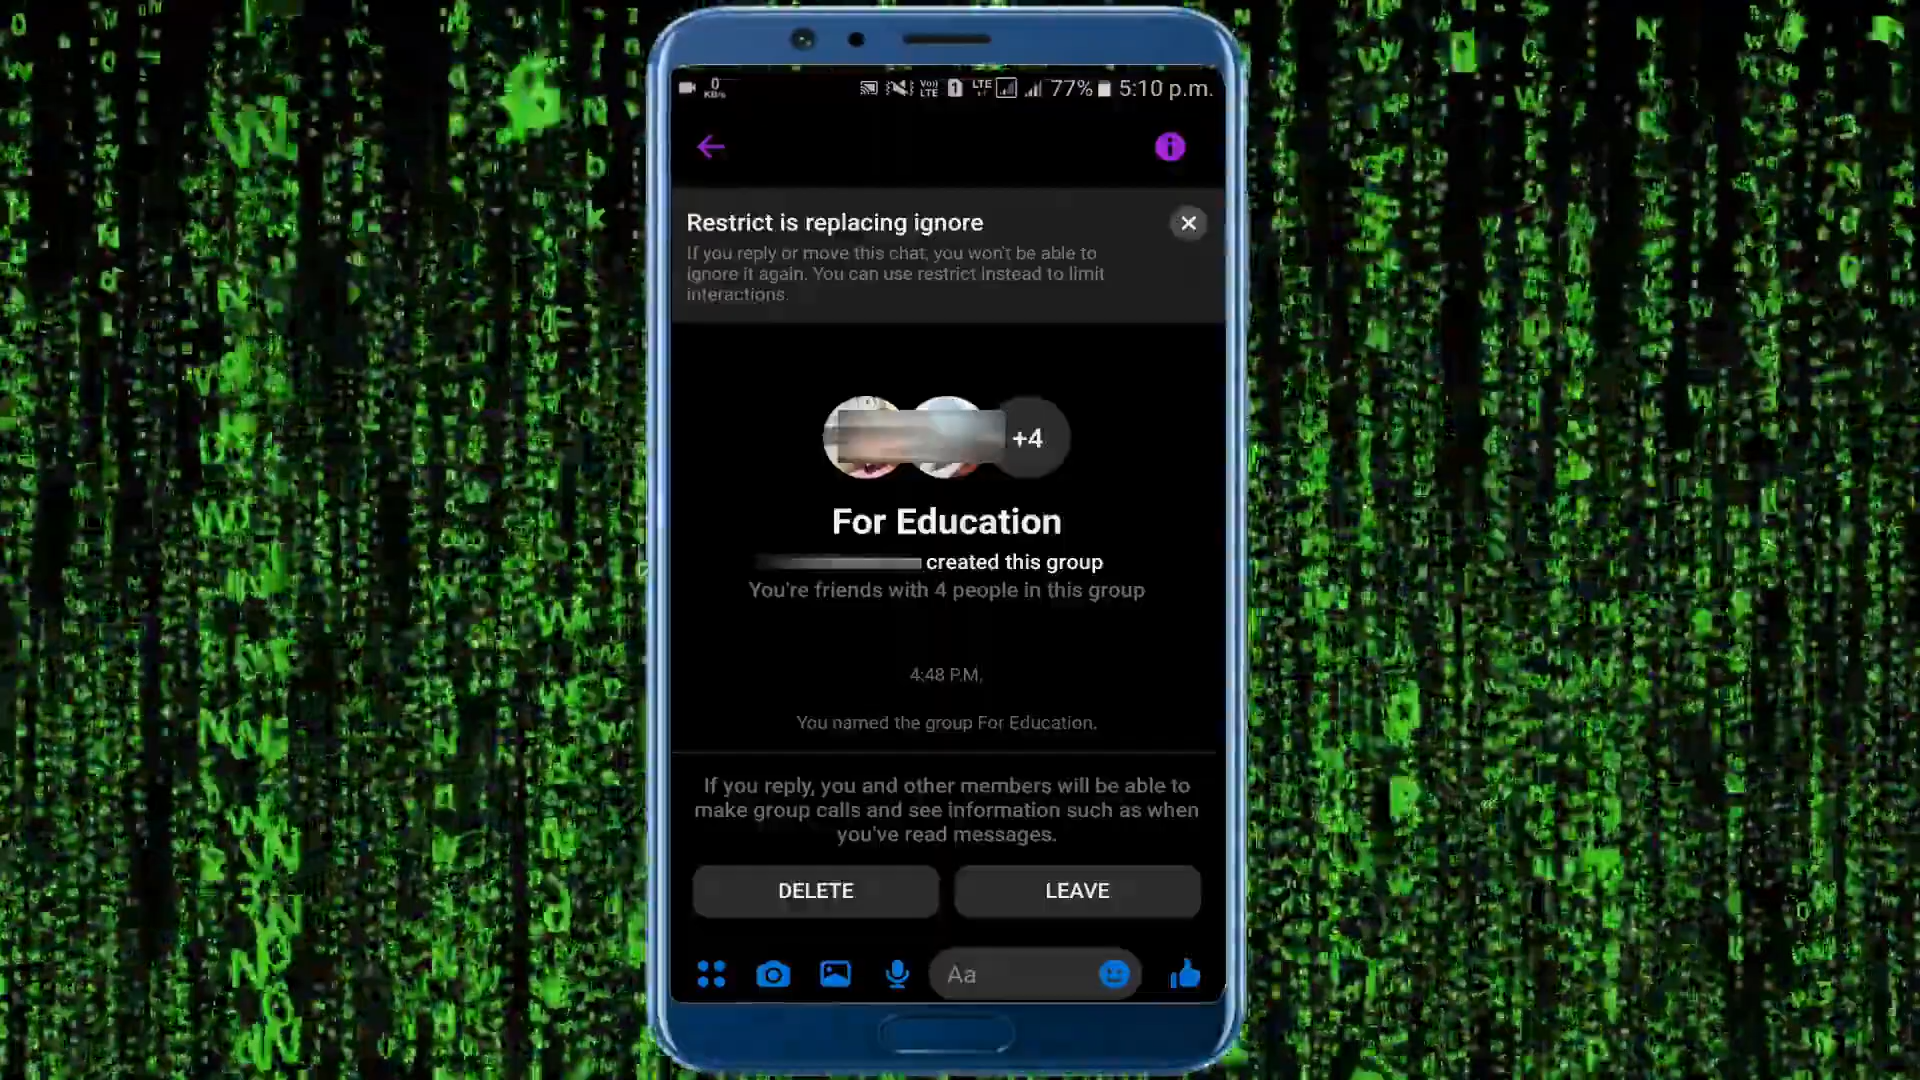 0
KB/s
Vo))
LTE
1
LTE
77%
5:10 p.m.
Restrict is replacing ignore
If you reply or move this chat, you won't be able to
ignore it again. You can use restrict instead to limit
interactions.
+4
For Education
created this group
You're friends with 4 people in this group
4:48 P.M,
You named the group For Education.
If you reply, you and other members will be able to
make group calls and see information such as when
you've read messages.
DELETE
LEAVE
Aa